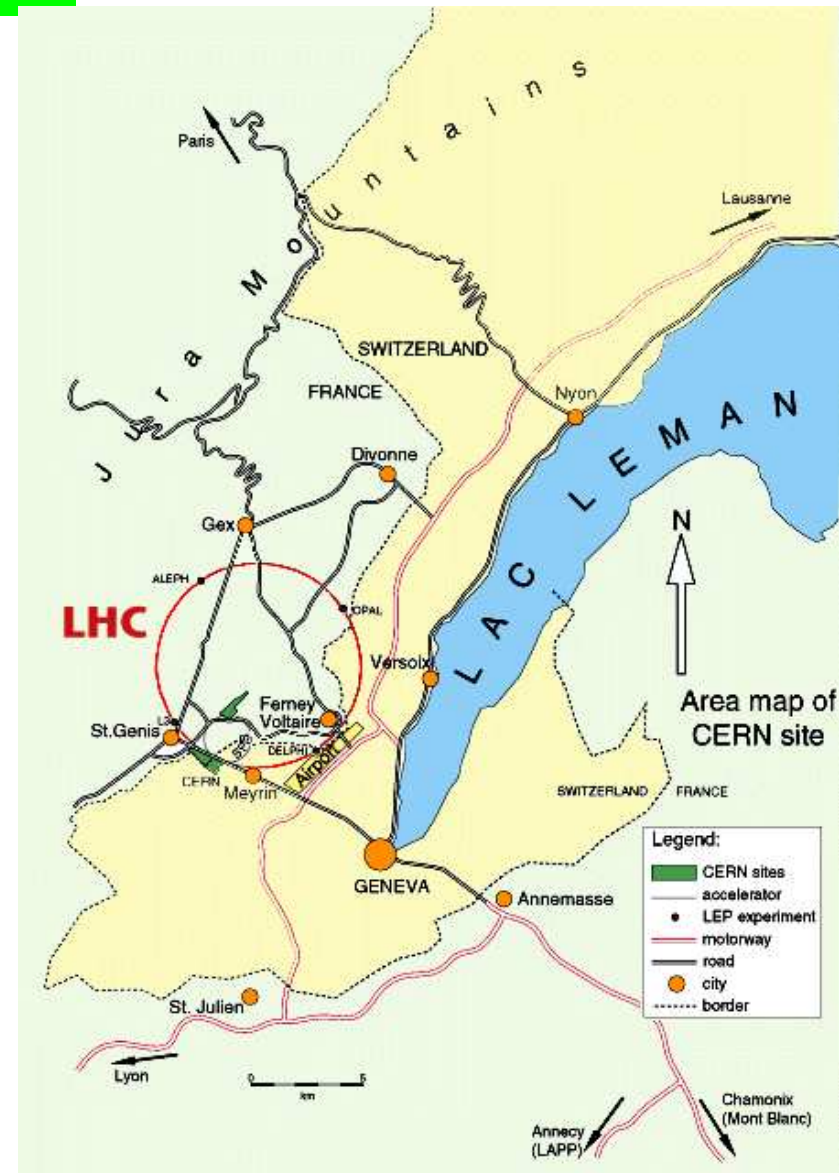 Jura Mountains
Paris
Lausanne
SWITZERLAND
FRANCE
Nyon
Divonne
Gex
LAC LEMAN
N
ALEPH
OPAL
LHC
Versoix
Area map of
CERN site
Ferney
Voltaire
L3
St.Genis
SPS
DELPHI
Airport
CERN
Meyrin
SWITZERLAND
FRANCE
GENEVA
Legend:
CERN sites
accelerator
LEP experiment
motorway
road
city
border
Annemasse
St. Julien
Lyon
0
5
km
Chamonix
(Mont Blanc)
Annecy
(LAPP)